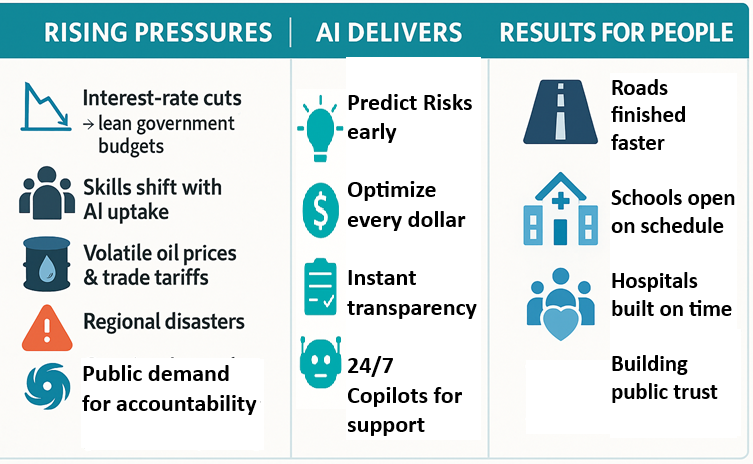 RISING PRESSURES
Interest-rate cuts
→ lean government
budgets
Skills shift with
AI uptake
Volatile oil prices
& trade tariffs
Regional disasters
Public demand
for accountability
AI DELIVERS
Predict Risks
early
$
Optimize
every dollar
Instant
transparency
24/7
Copilots for
support
RESULTS FOR PEOPLE
Roads
finished
faster
Schools open
on schedule
Hospitals
built on time
Building
public trust